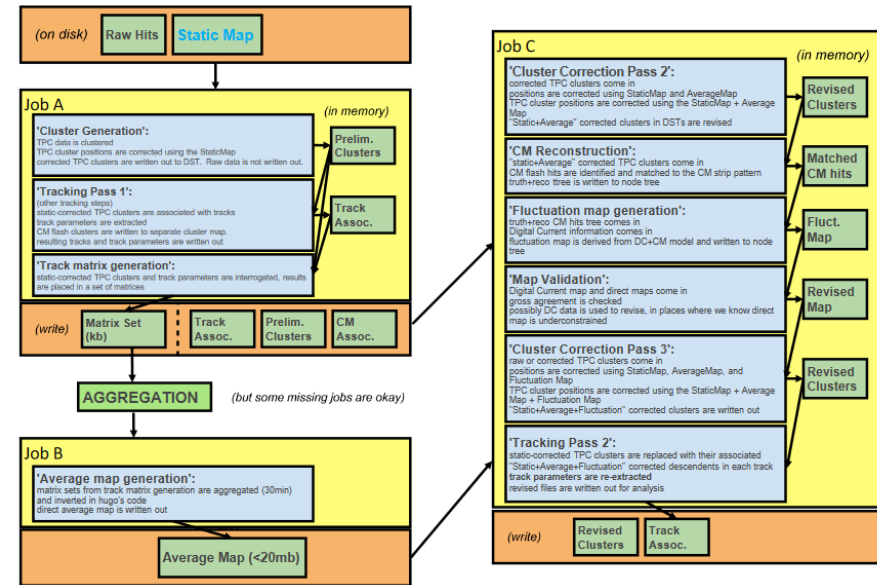 (on disk)
Raw Hits
Static Map
Job A
(in memory)
'Cluster Generation':
TPC data is clustered
TPC cluster positions are corrected using the StaticMap
corrected TPC clusters are written out to DST. Raw data is not written out.
Prelim.
Clusters
'Tracking Pass 1':
(other tracking steps)
static-corrected TPC clusters are associated with tracks
track parameters are extracted
CM flash clusters are written to separate cluster map.
resulting tracks and track parameters are written out
Track
Assoc.
'Track matrix generation':
static-corrected TPC clusters and track parameters are interrogated, results
are placed in a set of matrices
(write)
Matrix Set
(kb)
Track
Assoc.
Prelim.
Clusters
CM
Assoc.
AGGREGATION
(but some missing jobs are okay)
Job B
'Average map generation':
matrix sets from track matrix generation are aggregated (30min)
and inverted in hugo's code
direct average map is written out
Average Map (<20mb)
Job C
(in memory)
'Cluster Correction Pass 2':
corrected TPC clusters come in
positions are corrected using StaticMap and AverageMap
TPC cluster positions are corrected using the StaticMap + Average
Map
"Static+Average" corrected clusters in DSTs are revised
Revised
Clusters
'CM Reconstruction':
"static+Average" corrected TPC clusters come in
CM flash hits are identified and matched to the CM strip pattern
truth+reco ttree is written to node tree
Matched
CM hits
'Fluctuation map generation':
truth+reco CM hits tree comes in
Digital Current information comes in
fluctuation map is derived from DC+CM model and written to node
tree
Fluct.
Map
'Map Validation':
Digital Current map and direct maps come in
gross agreement is checked
possibly DC data is used to revise, in places where we know direct
map is underconstrained
Revised
Map
'Cluster Correction Pass 3':
raw or corrected TPC clusters come in
positions are corrected using StaticMap, AverageMap, and
Fluctuation Map
TPC cluster positions are corrected using the StaticMap + Average
Map + Fluctuation Map
"Static+Average+Fluctuation" corrected clusters are written out
Revised
Clusters
'Tracking Pass 2':
static-corrected TPC clusters are replaced with their associated
"Static+Average+Fluctuation" corrected descendents in each track
track parameters are re-extracted
revised files are written out for analysis
(write)
Revised
Clusters
Track
Assoc.